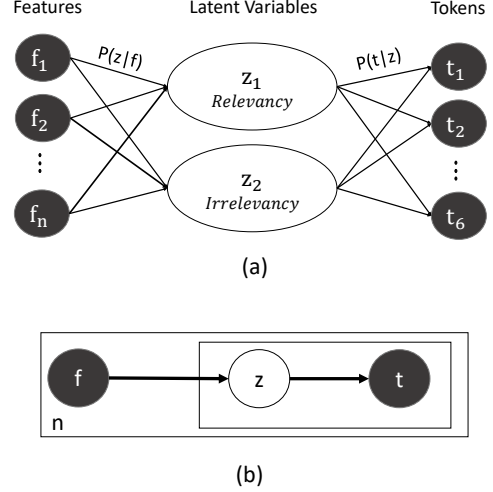 Features Latent Variables Tokens
P(z|f) P(t|z)
f₁ z₁ t₁
Relevancy
f₂ t₂
z₂
Irrelevancy
fₙ t₆
(a)
f z t
n
(b)